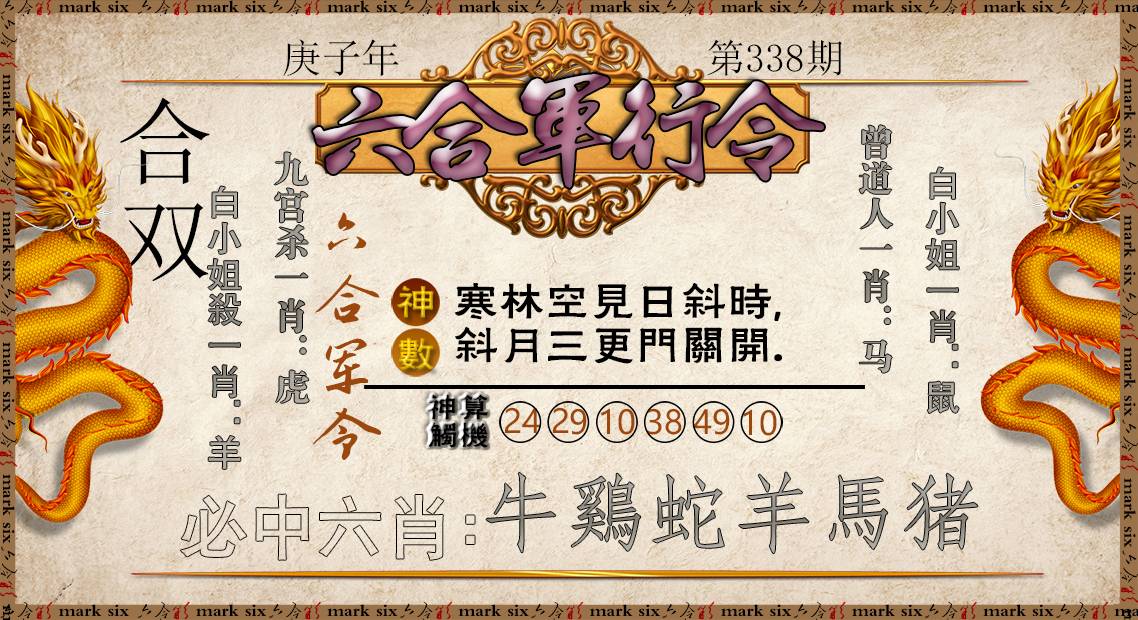 庚子年
第338期
六合軍行令
合双
白小姐殺一肖：羊
九宫杀一肖：虎
六合军令
神數
寒林空見日斜時,
斜月三更門關開.
神算觸機
24 29 10 38 49 10
曾道人一肖：马
白小姐一肖：鼠
必中六肖:牛鷄蛇羊馬猪
mark six